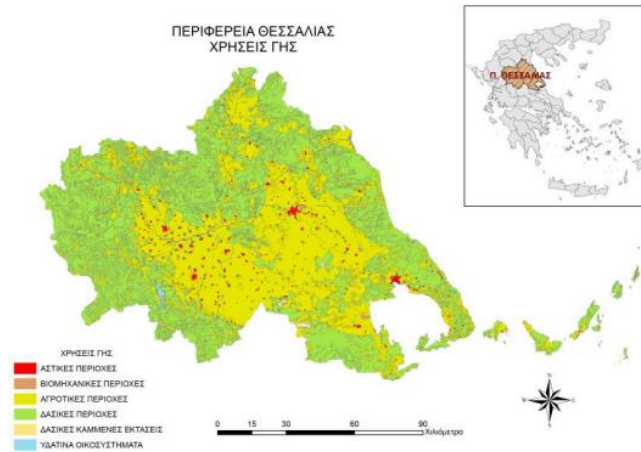 ΠΕΡΙΦΕΡΕΙΑ ΘΕΣΣΑΛΙΑΣ
ΧΡΗΣΕΙΣ ΓΗΣ
Π. ΘΕΣΣΑΛΙΑΣ
ΧΡΗΣΕΙΣ ΓΗΣ
ΑΣΤΙΚΕΣ ΠΕΡΙΟΧΕΣ
ΒΙΟΜΗΧΑΝΙΚΕΣ ΠΕΡΙΟΧΕΣ
ΑΓΡΟΤΙΚΕΣ ΠΕΡΙΟΧΕΣ
ΔΑΣΙΚΕΣ ΠΕΡΙΟΧΕΣ
ΔΑΣΙΚΕΣ ΚΑΜΜΕΝΕΣ ΕΚΤΑΣΕΙΣ
ΥΔΑΤΙΝΑ ΟΙΚΟΣΥΣΤΗΜΑΤΑ
0 15 30 60 90
Χιλιόμετρα
N
W E
S